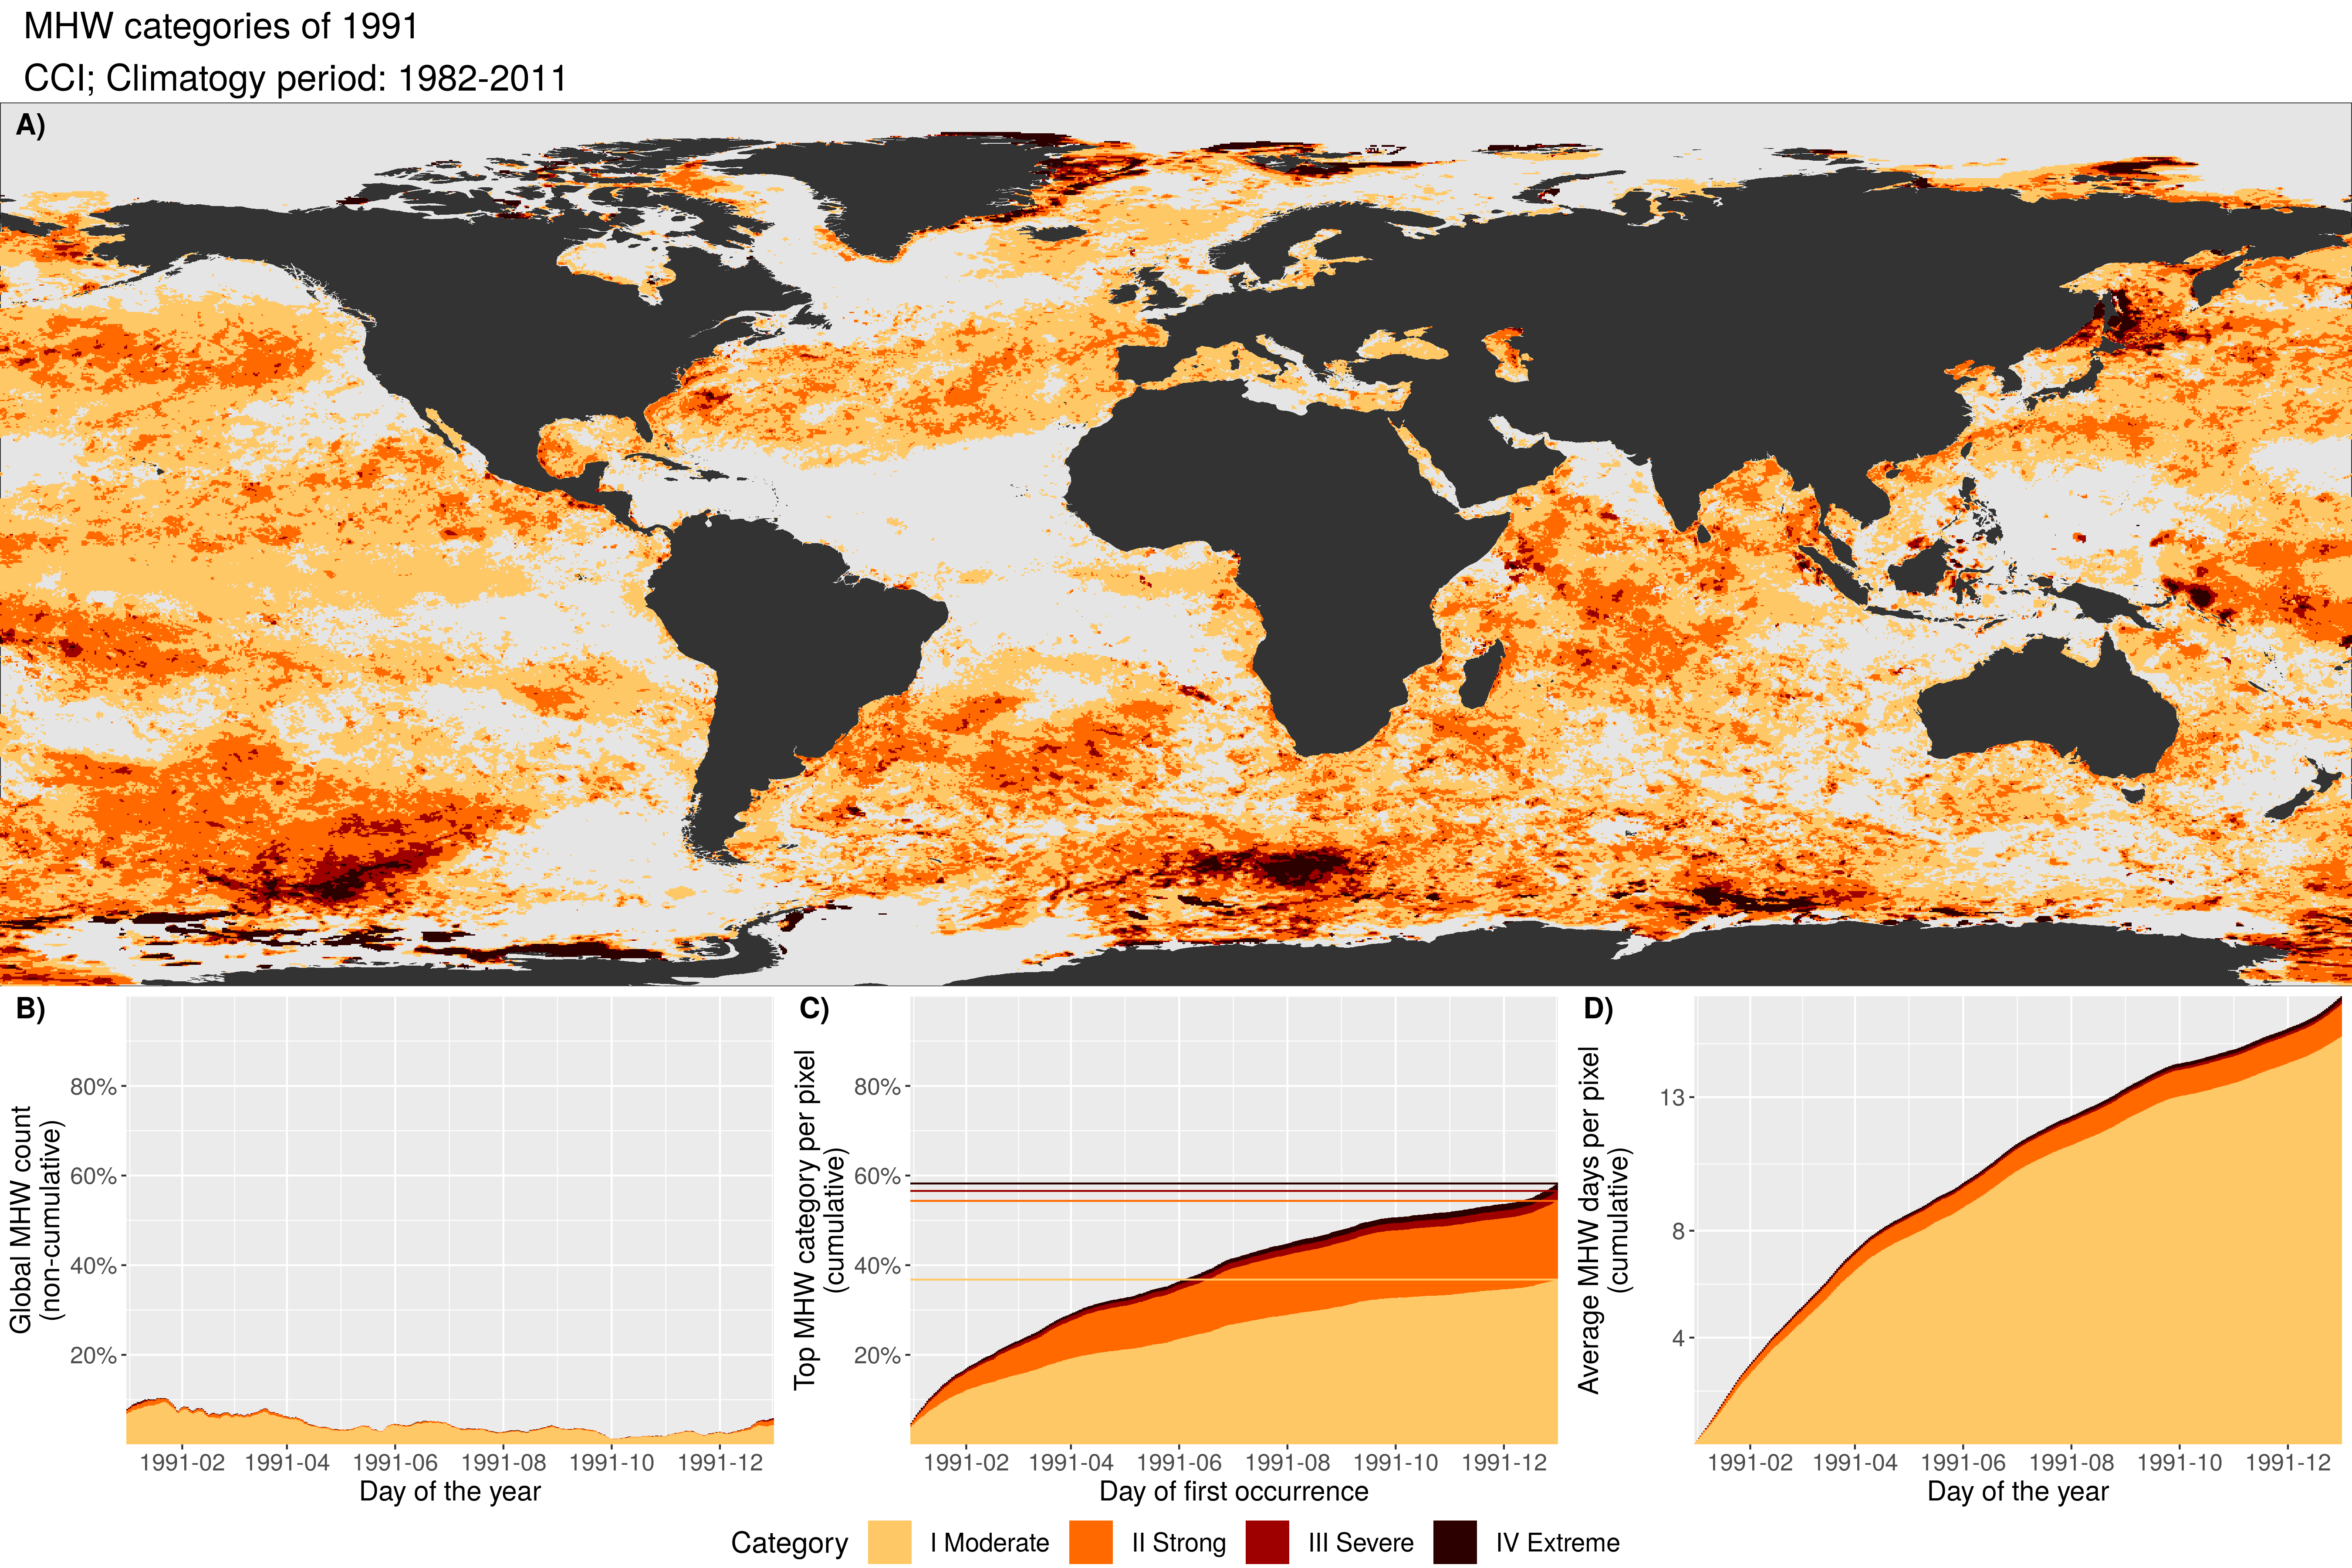 MHW categories of 1991
CCI; Climatogy period: 1982-2011
A)
B)
Global MHW count
(non-cumulative)
80%
60%
40%
20%
1991-02 1991-04 1991-06 1991-08 1991-10 1991-12
Day of the year
C)
Top MHW category per pixel
(cumulative)
80%
60%
40%
20%
1991-02 1991-04 1991-06 1991-08 1991-10 1991-12
Day of first occurrence
D)
Average MHW days per pixel
(cumulative)
13
8
4
1991-02 1991-04 1991-06 1991-08 1991-10 1991-12
Day of the year
Category I Moderate II Strong III Severe IV Extreme